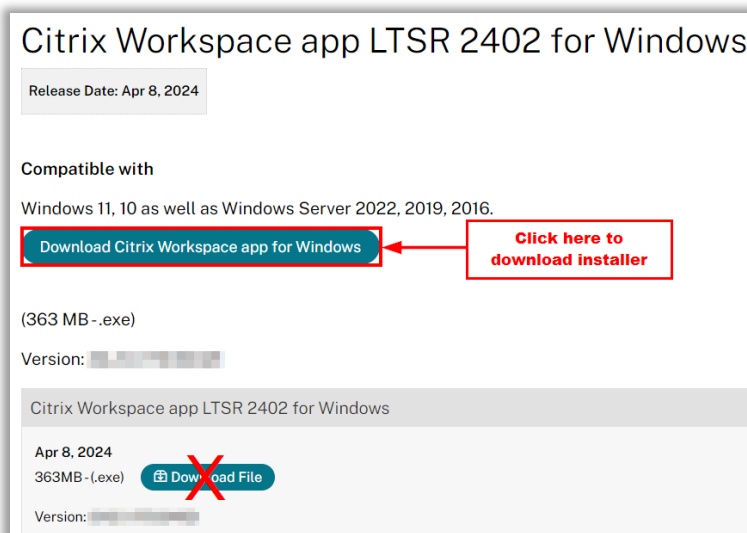 Citrix Workspace app LTSR 2402 for Windows
Release Date: Apr 8, 2024
Compatible with
Windows 11, 10 as well as Windows Server 2022, 2019, 2016.
Download Citrix Workspace app for Windows
Click here to
download installer
(363 MB - .exe)
Version:
Citrix Workspace app LTSR 2402 for Windows
Apr 8, 2024
363MB - (.exe)
Download File
Version: